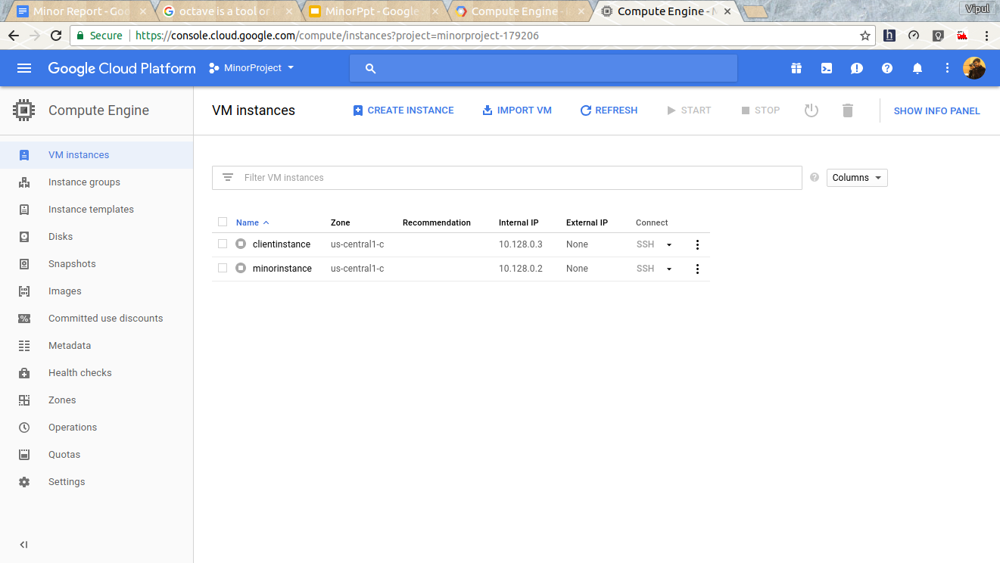 Minor Report - Goo
octave is a tool or l
MinorPpt - Google
Compute Engine -
Compute Engine - M
Vipul
Secure
https://console.cloud.google.com/compute/instances?project=minorproject-179206
Google Cloud Platform
MinorProject
Compute Engine
VM instances
CREATE INSTANCE
IMPORT VM
REFRESH
START
STOP
SHOW INFO PANEL
VM instances
Instance groups
Instance templates
Disks
Snapshots
Images
Committed use discounts
Metadata
Health checks
Zones
Operations
Quotas
Settings
Filter VM instances
Columns
Name Zone Recommendation Internal IP External IP Connect
clientinstance us-central1-c 10.128.0.3 None SSH
minorinstance us-central1-c 10.128.0.2 None SSH